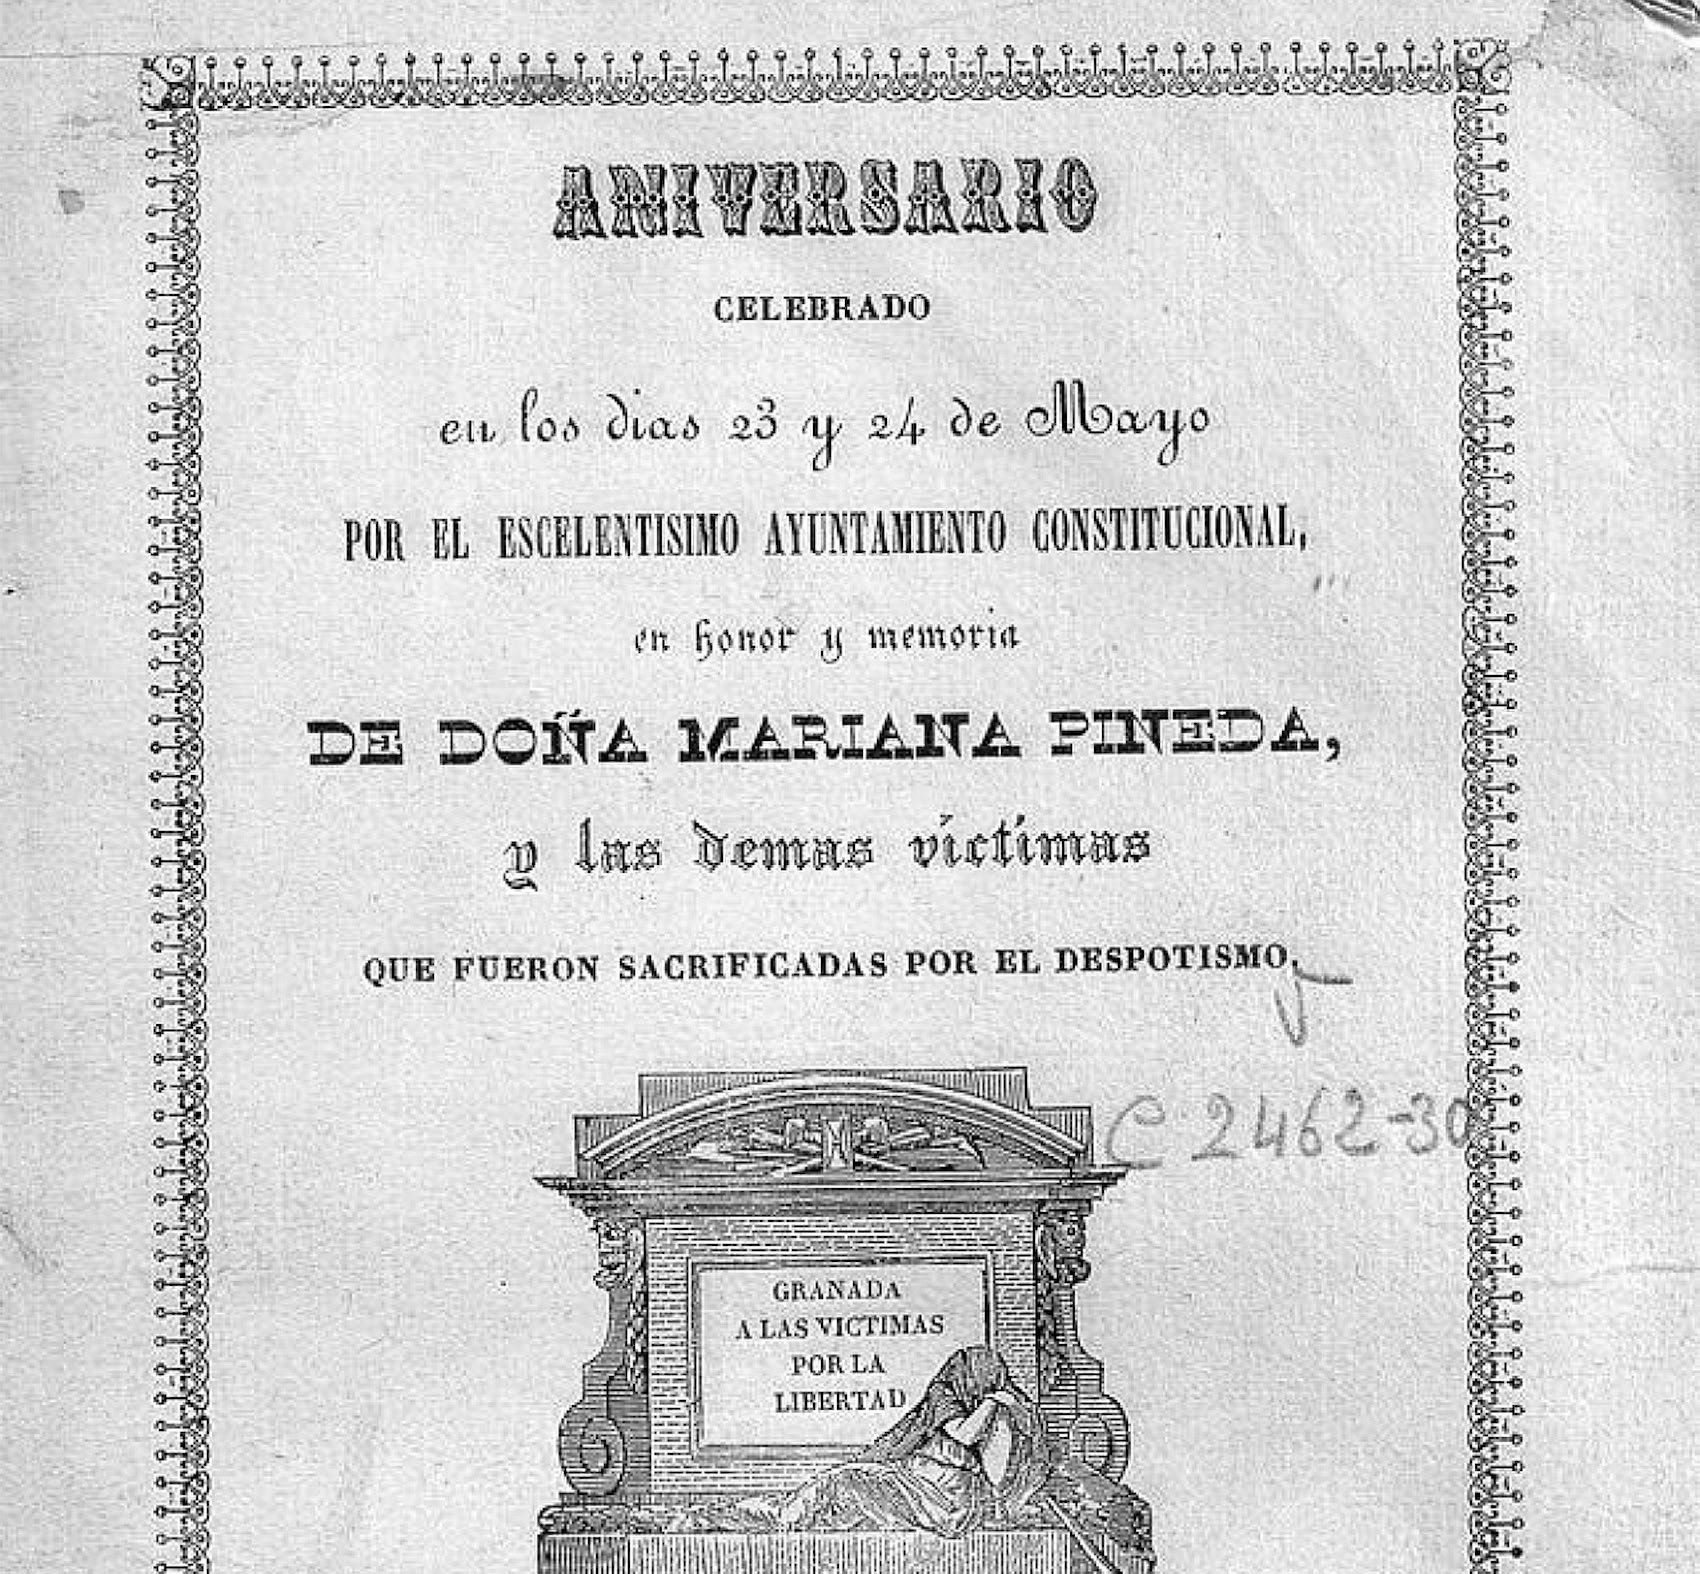 ANIVERSARIO
CELEBRADO
en los dias 23 y 24 de Mayo
POR EL ESCELENTISIMO AYUNTAMIENTO CONSTITUCIONAL,
en honor y memoria
DE DOÑA MARIANA PINEDA,
y las demas víctimas
QUE FUERON SACRIFICADAS POR EL DESPOTISMO.
C 2462-30
GRANADA
A LAS VICTIMAS
POR LA
LIBERTAD